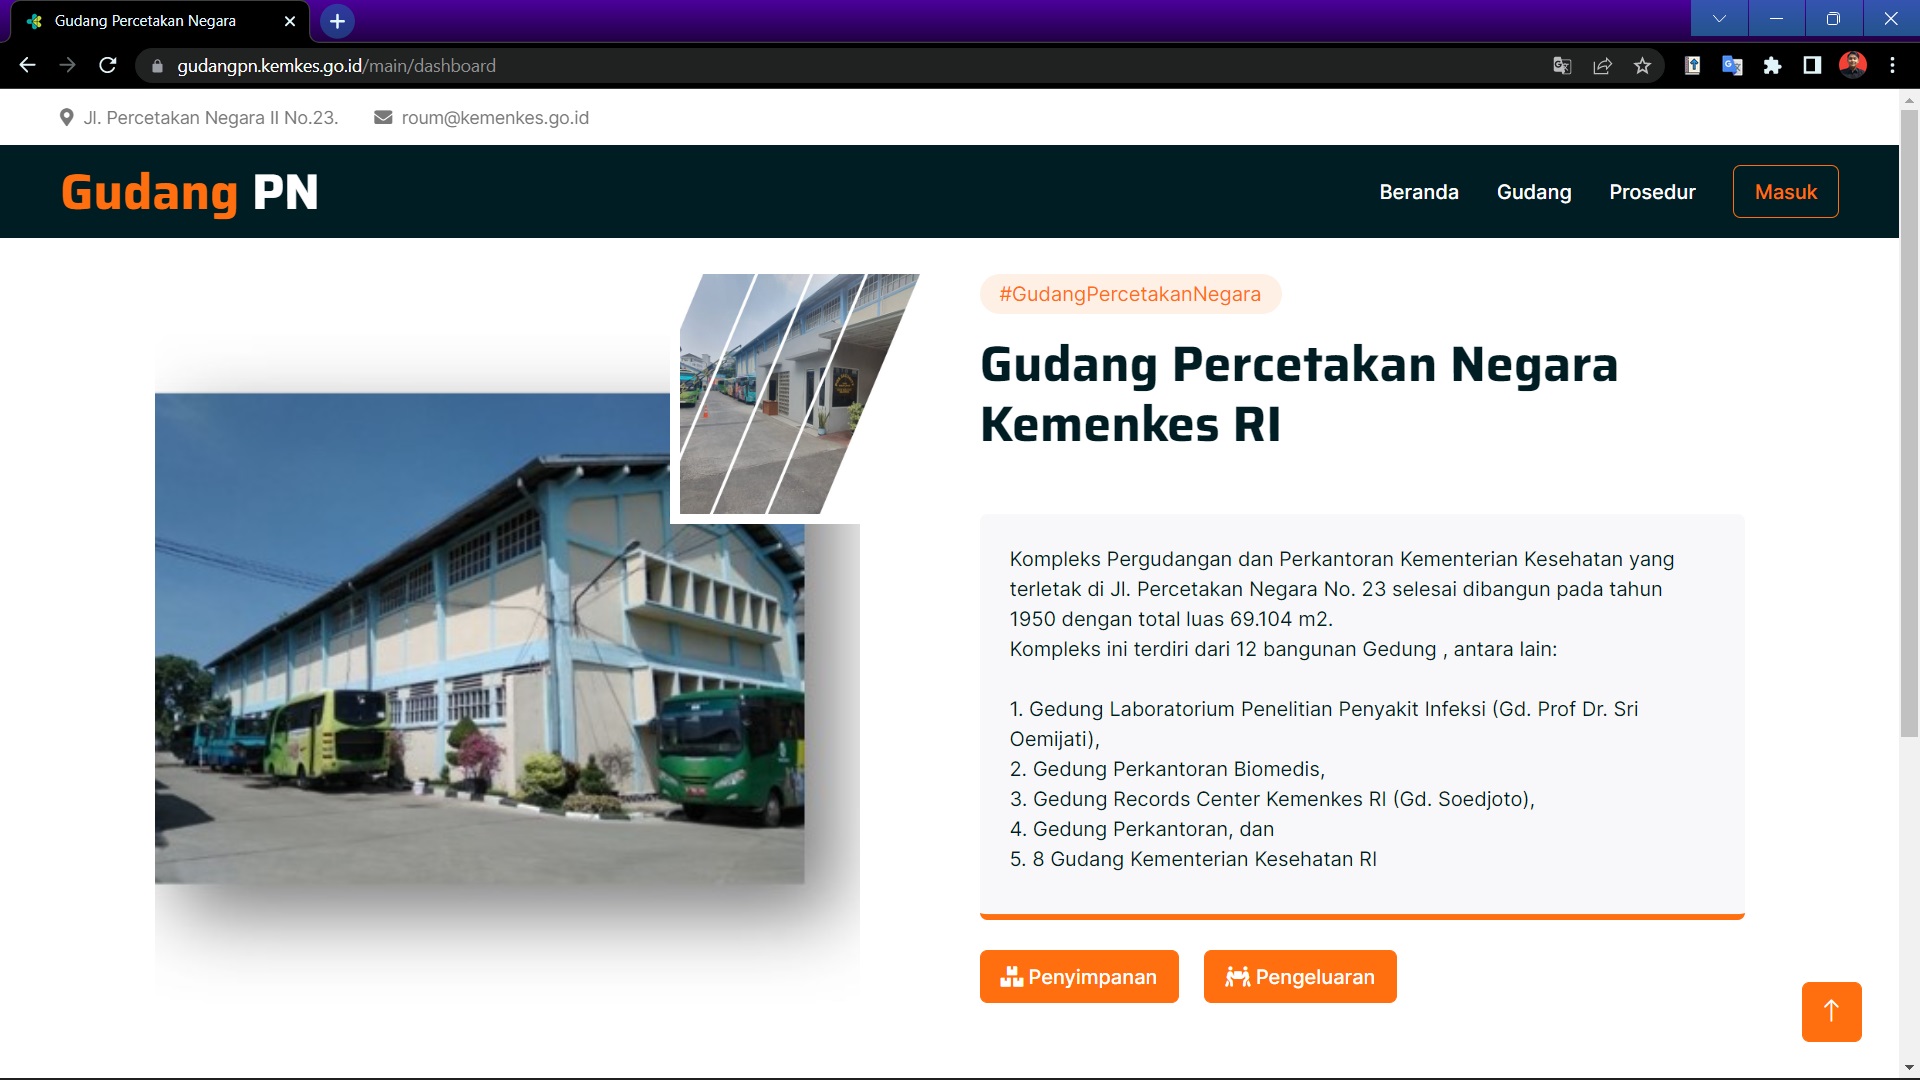 Gudang Percetakan Negara
gudangpn.kemkes.go.id/main/dashboard
Jl. Percetakan Negara II No.23.
roum@kemenkes.go.id
Gudang PN
Beranda
Gudang
Prosedur
Masuk
#GudangPercetakanNegara
Gudang Percetakan Negara
Kemenkes RI
Kompleks Pergudangan dan Perkantoran Kementerian Kesehatan yang
terletak di Jl. Percetakan Negara No. 23 selesai dibangun pada tahun
1950 dengan total luas 69.104 m2.
Kompleks ini terdiri dari 12 bangunan Gedung , antara lain:
1. Gedung Laboratorium Penelitian Penyakit Infeksi (Gd. Prof Dr. Sri
Oemijati),
2. Gedung Perkantoran Biomedis,
3. Gedung Records Center Kemenkes RI (Gd. Soedjoto),
4. Gedung Perkantoran, dan
5. 8 Gudang Kementerian Kesehatan RI
Penyimpanan
Pengeluaran